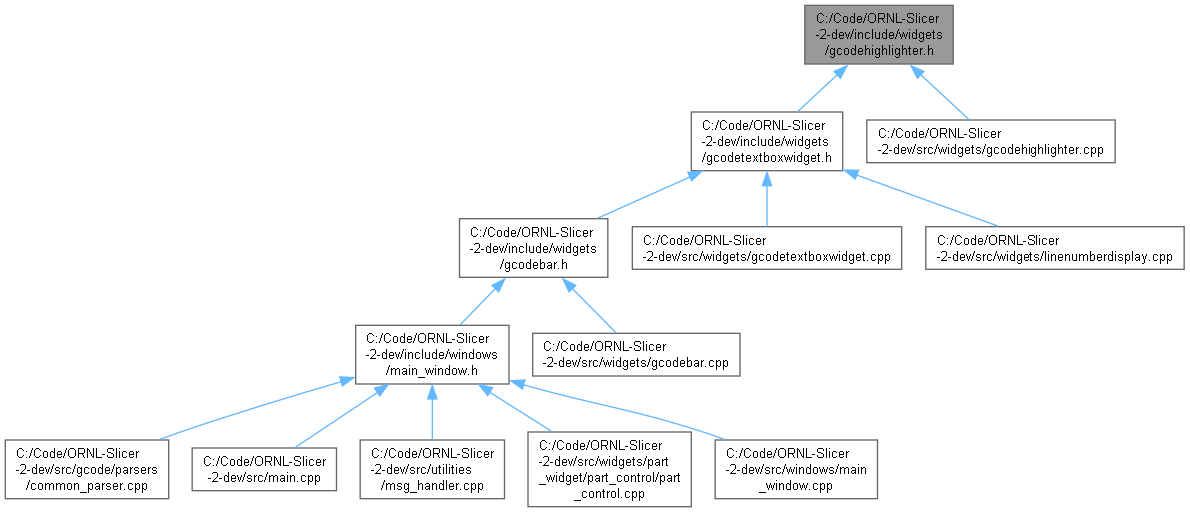 C:/Code/ORNL-Slicer
-2-dev/include/widgets
/gcodehighlighter.h
C:/Code/ORNL-Slicer
-2-dev/include/widgets
/gcodetextboxwidget.h
C:/Code/ORNL-Slicer
-2-dev/src/widgets/gcodehighlighter.cpp
C:/Code/ORNL-Slicer
-2-dev/include/widgets
/gcodebar.h
C:/Code/ORNL-Slicer
-2-dev/src/widgets/gcodetextboxwidget.cpp
C:/Code/ORNL-Slicer
-2-dev/src/widgets/linenumberdisplay.cpp
C:/Code/ORNL-Slicer
-2-dev/include/windows
/main_window.h
C:/Code/ORNL-Slicer
-2-dev/src/widgets/gcodebar.cpp
C:/Code/ORNL-Slicer
-2-dev/src/gcode/parsers
/common_parser.cpp
C:/Code/ORNL-Slicer
-2-dev/src/main.cpp
C:/Code/ORNL-Slicer
-2-dev/src/utilities
/msg_handler.cpp
C:/Code/ORNL-Slicer
-2-dev/src/widgets/part
_widget/part_control/part
_control.cpp
C:/Code/ORNL-Slicer
-2-dev/src/windows/main
_window.cpp